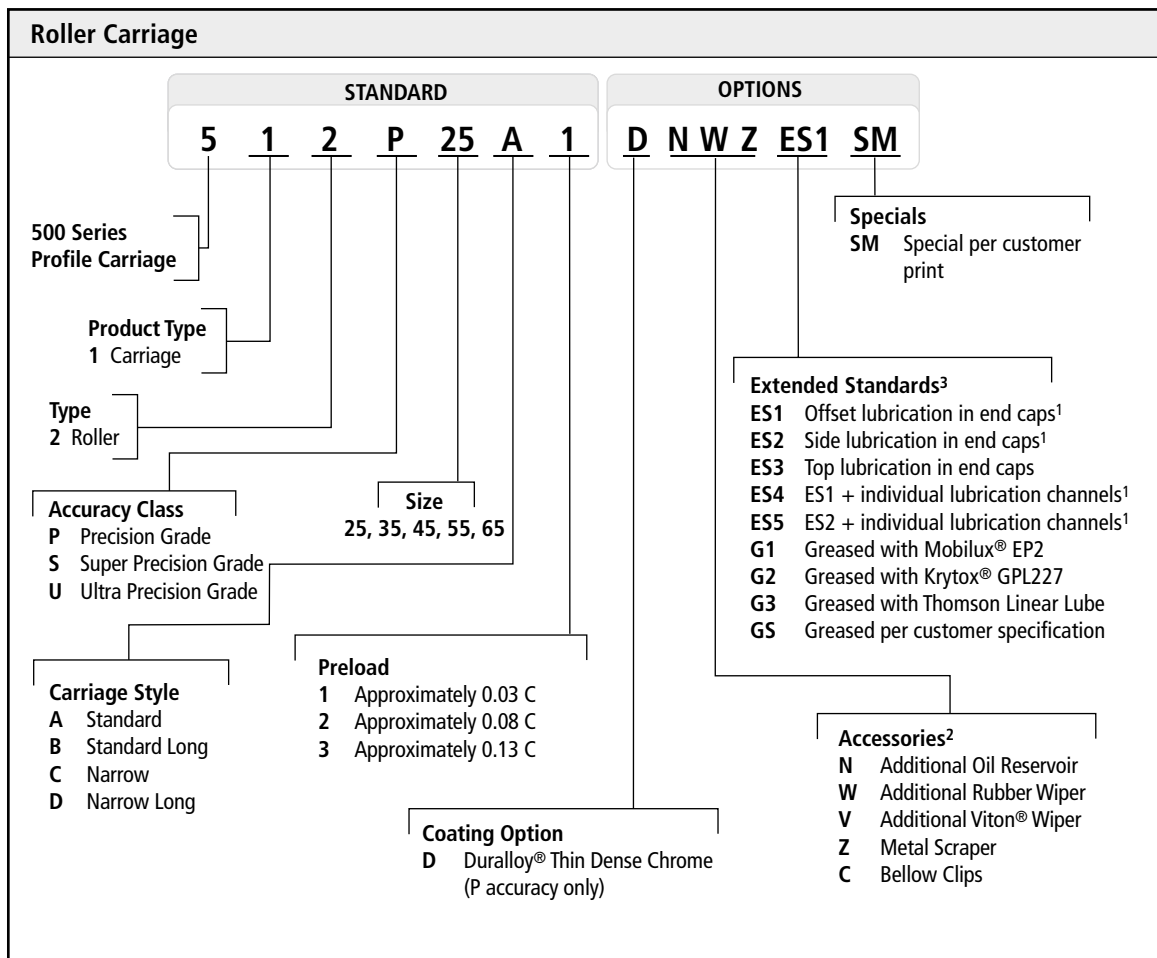 Roller Carriage
STANDARD
OPTIONS
5 1 2 P 25 A 1 D N W Z ES1 SM
500 Series
Profile Carriage
Product Type
1 Carriage
Type
2 Roller
Accuracy Class
P Precision Grade
S Super Precision Grade
U Ultra Precision Grade
Size
25, 35, 45, 55, 65
Carriage Style
A Standard
B Standard Long
C Narrow
D Narrow Long
Preload
1 Approximately 0.03 C
2 Approximately 0.08 C
3 Approximately 0.13 C
Coating Option
D Duralloy® Thin Dense Chrome
(P accuracy only)
Specials
SM Special per customer
print
Extended Standards³
ES1 Offset lubrication in end caps¹
ES2 Side lubrication in end caps¹
ES3 Top lubrication in end caps
ES4 ES1 + individual lubrication channels¹
ES5 ES2 + individual lubrication channels¹
G1 Greased with Mobilux® EP2
G2 Greased with Krytox® GPL227
G3 Greased with Thomson Linear Lube
GS Greased per customer specification
Accessories²
N Additional Oil Reservoir
W Additional Rubber Wiper
V Additional Viton® Wiper
Z Metal Scraper
C Bellow Clips